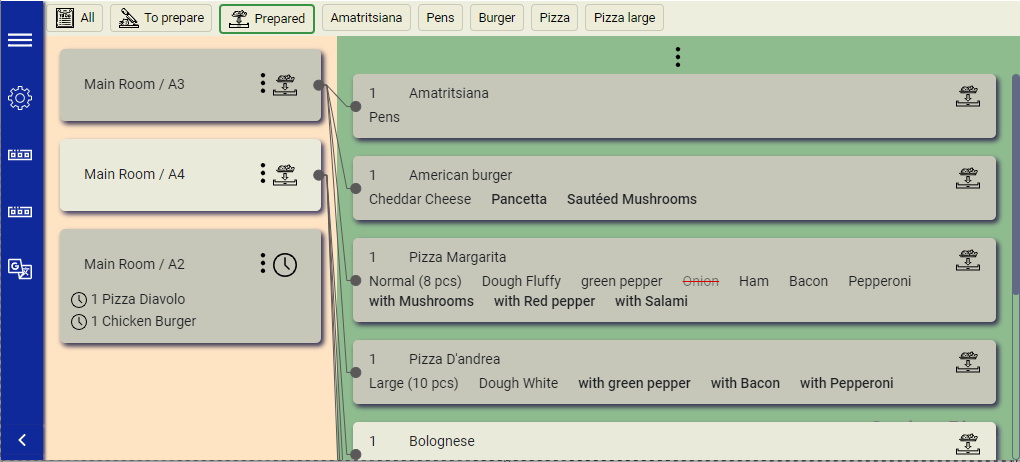 All To prepare Prepared Amatritsiana Pens Burger Pizza Pizza large
Main Room / A3
Main Room / A4
Main Room / A2
1 Pizza Diavolo
1 Chicken Burger
1 Amatritsiana
Pens
1 American burger
Cheddar Cheese Pancetta Sautéed Mushrooms
1 Pizza Margarita
Normal (8 pcs) Dough Fluffy green pepper Onion Ham Bacon Pepperoni
with Mushrooms with Red pepper with Salami
1 Pizza D'andrea
Large (10 pcs) Dough White with green pepper with Bacon with Pepperoni
1 Bolognese